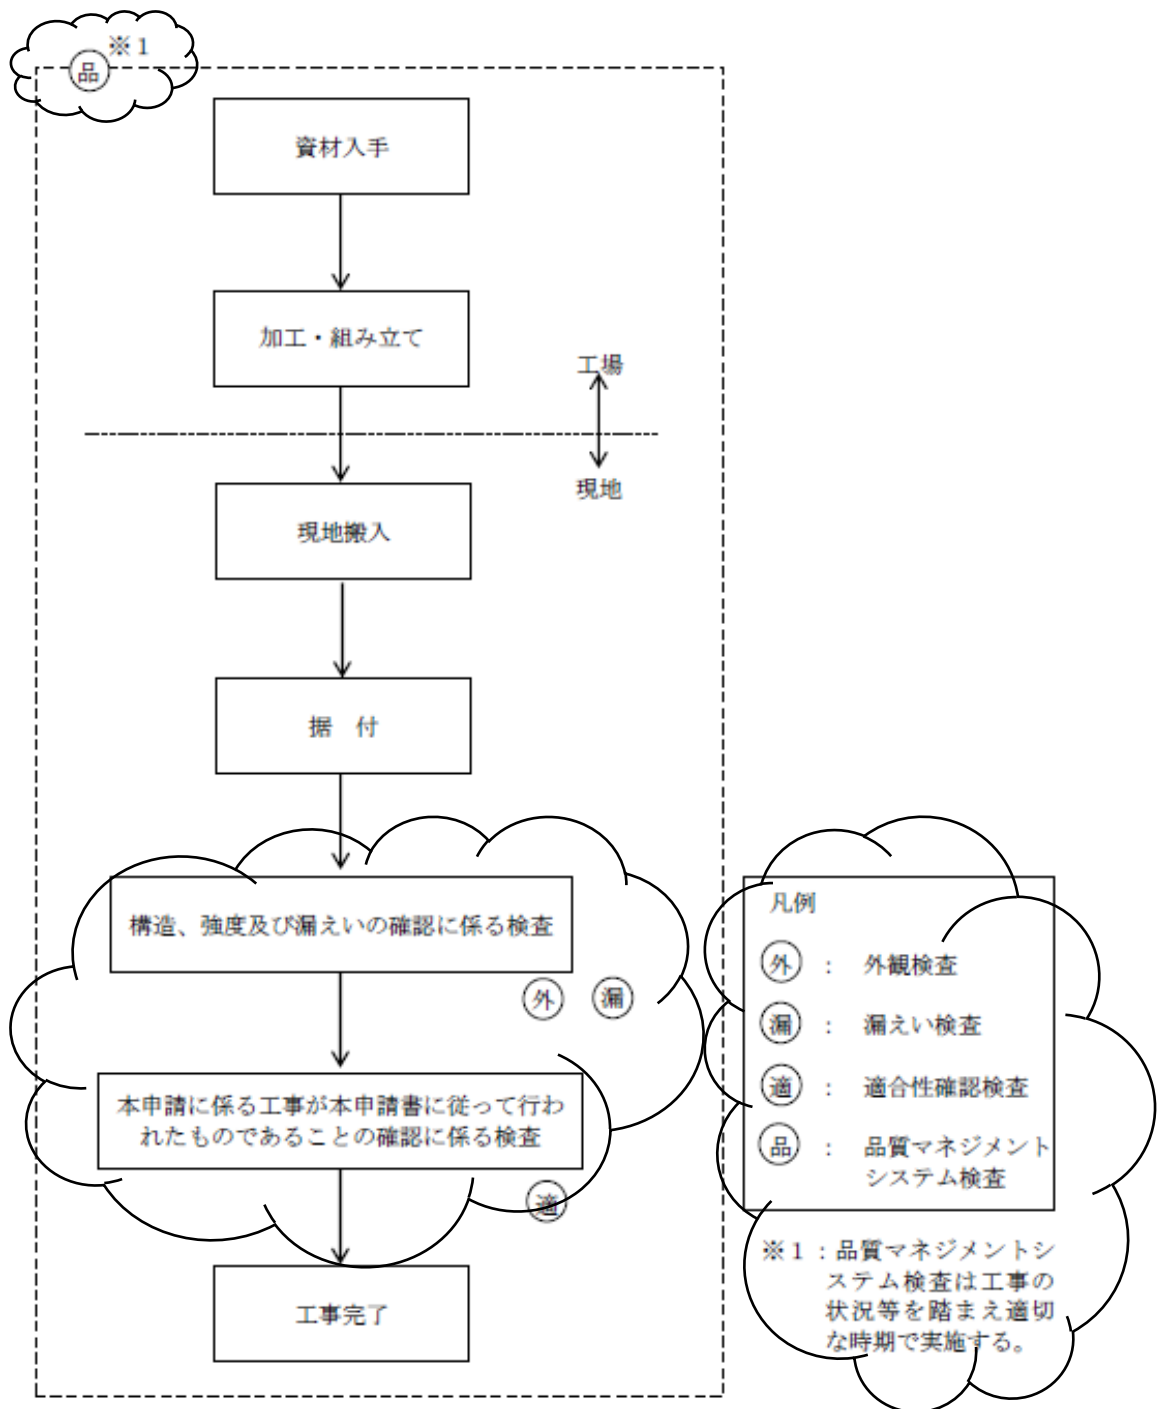 ※1
品
資材入手
加工・組み立て
工場
現地
現地搬入
据　付
構造、強度及び漏えいの確認に係る検査
外 漏
本申請に係る工事が本申請書に従って行わ
れたものであることの確認に係る検査
適
工事完了
凡例
外 : 外観検査
漏 : 漏えい検査
適 : 適合性確認検査
品 : 品質マネジメント
システム検査
※1：品質マネジメントシ
ステム検査は工事の
状況等を踏まえ適切
な時期で実施する。